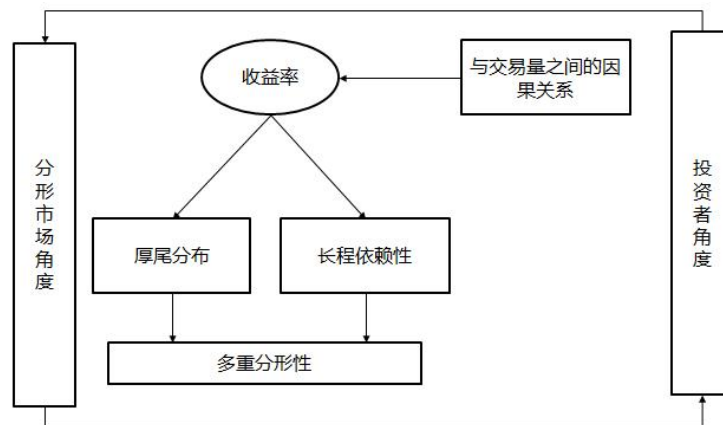 收益率
与交易量之间的因
果关系
分形市场角度
投资者角度
厚尾分布
长程依赖性
多重分形性